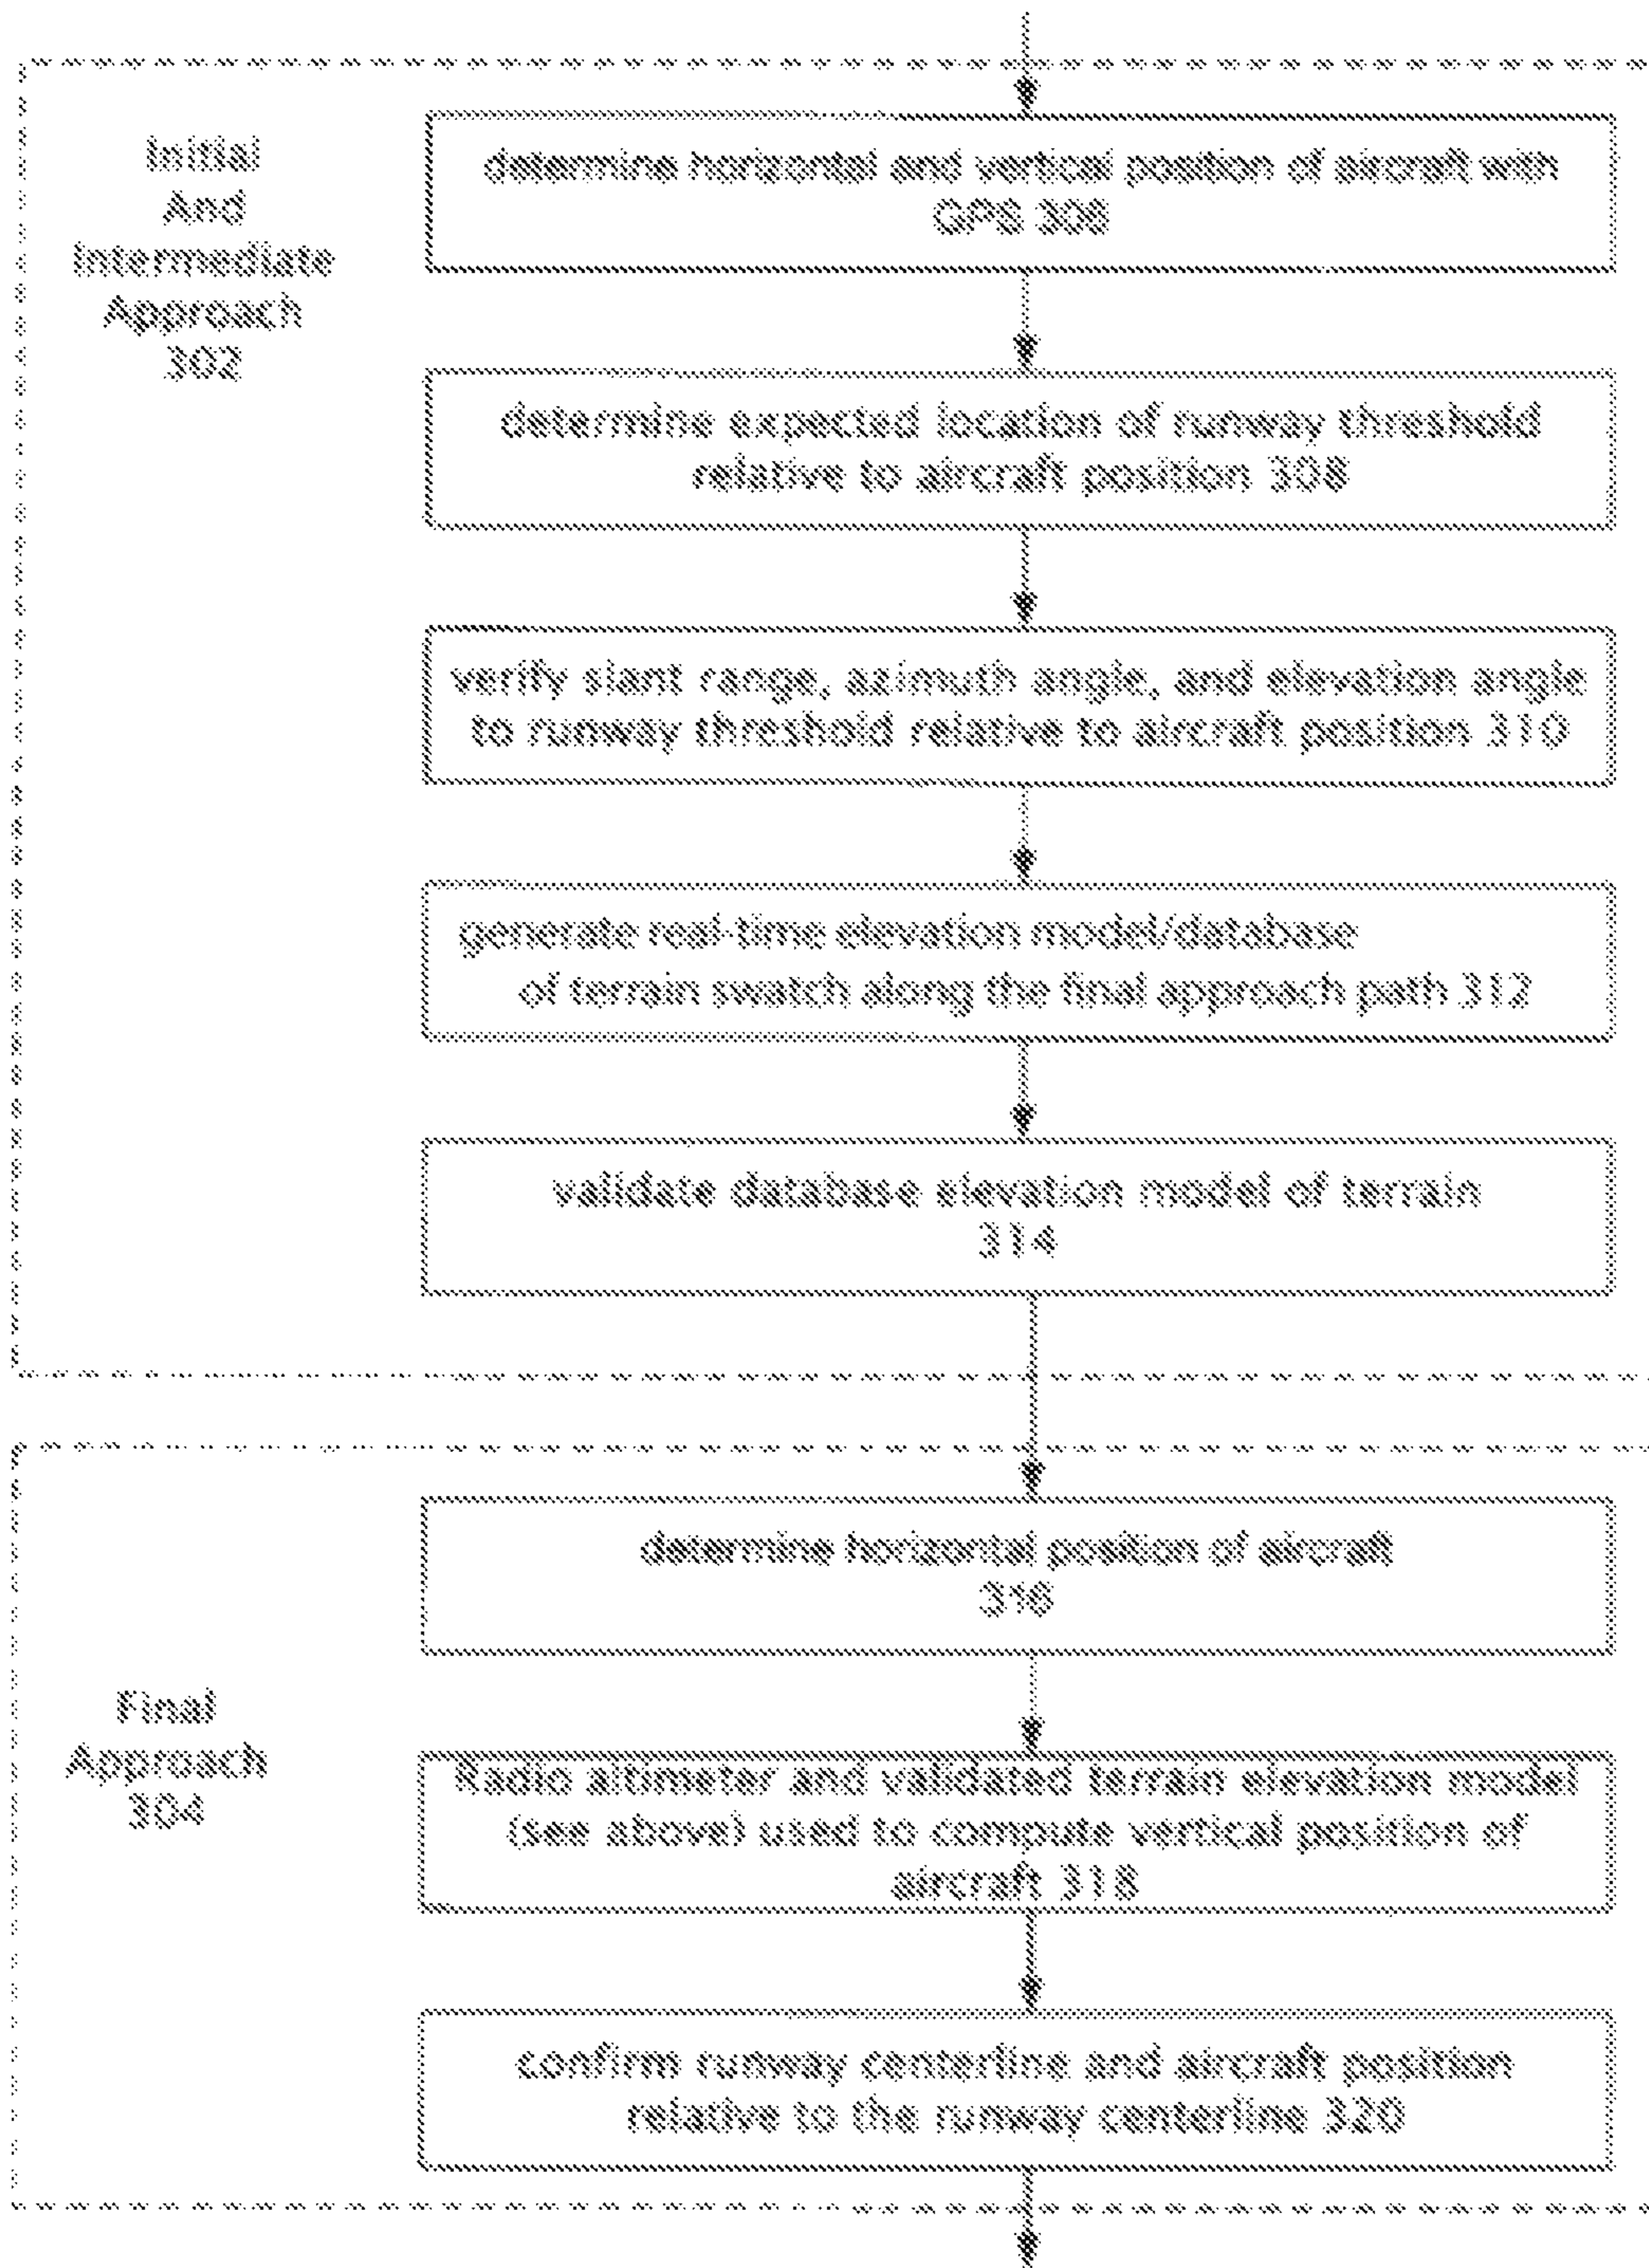 Initial
And
Intermediate
Approach
302
determine horizontal and vertical position of aircraft with
GPS 306
determine expected location of runway threshold
relative to aircraft position 308
verify slant range, azimuth angle, and elevation angle
to runway threshold relative to aircraft position 310
generate real-time elevation model/database
of terrain swatch along the final approach path 312
validate database elevation model of terrain
314
Final
Approach
304
determine horizontal position of aircraft
316
Radio altimeter and validated terrain elevation model
(see above) used to compute vertical position of
aircraft 318
confirm runway centerline and aircraft position
relative to the runway centerline 320